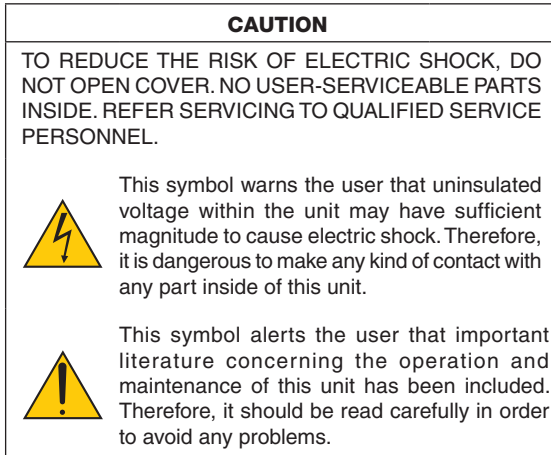 CAUTION
TO REDUCE THE RISK OF ELECTRIC SHOCK, DO
NOT OPEN COVER. NO USER-SERVICEABLE PARTS
INSIDE. REFER SERVICING TO QUALIFIED SERVICE
PERSONNEL.
This symbol warns the user that uninsulated
voltage within the unit may have sufficient
magnitude to cause electric shock. Therefore,
it is dangerous to make any kind of contact with
any part inside of this unit.
This symbol alerts the user that important
literature concerning the operation and
maintenance of this unit has been included.
Therefore, it should be read carefully in order
to avoid any problems.